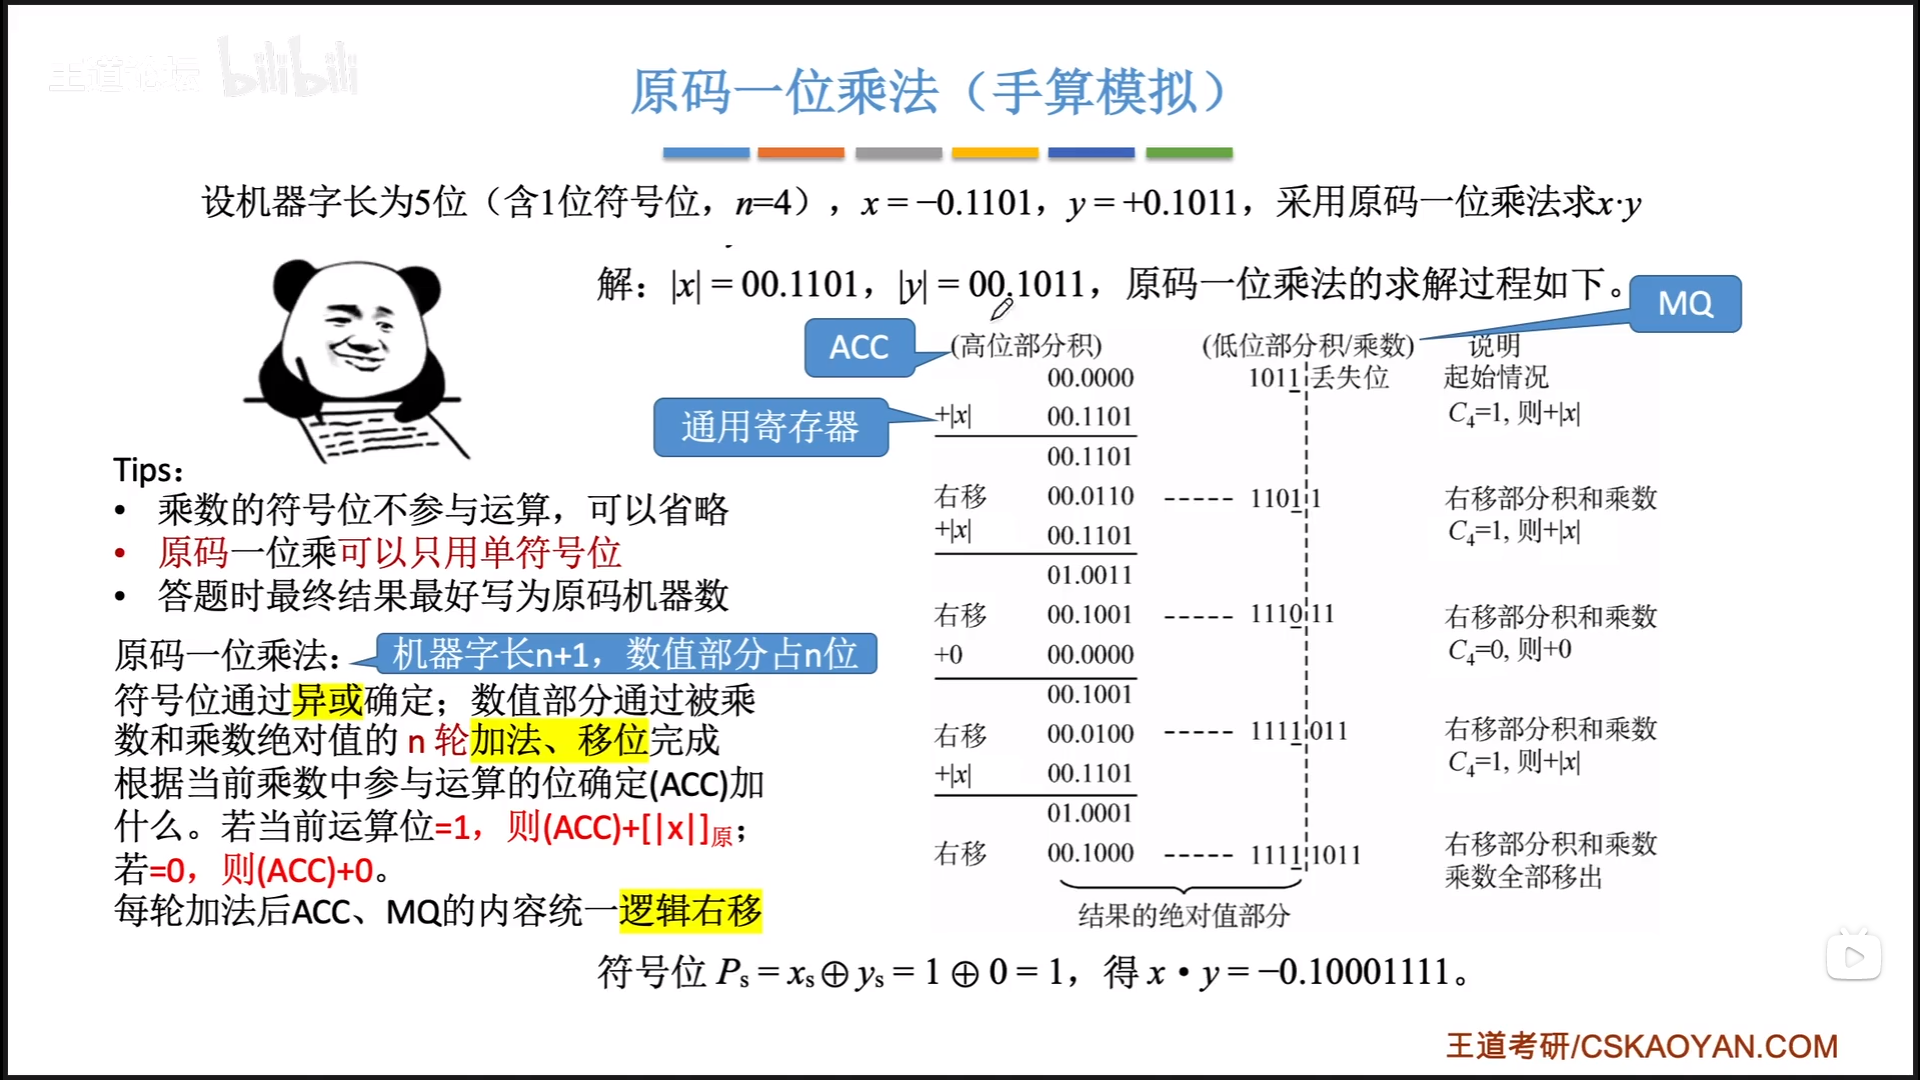 王道论坛 bilibili
原码一位乘法（手算模拟）
设机器字长为5位（含1位符号位，n=4），x = −0.1101，y = +0.1011，采用原码一位乘法求x·y
解：|x| = 00.1101，|y| = 00.1011，原码一位乘法的求解过程如下。
MQ
ACC
通用寄存器
(高位部分积) (低位部分积/乘数) 说明
00.0000 1011 丢失位 起始情况
+|x| 00.1101 C₄=1, 则+|x|
00.1101
右移 00.0110 ----- 1101 1 右移部分积和乘数
+|x| 00.1101 C₄=1, 则+|x|
01.0011
右移 00.1001 ----- 1110 11 右移部分积和乘数
+0 00.0000 C₄=0, 则+0
00.1001
右移 00.0100 ----- 1111 011 右移部分积和乘数
+|x| 00.1101 C₄=1, 则+|x|
01.0001
右移 00.1000 ----- 1111 1011 右移部分积和乘数
乘数全部移出
结果的绝对值部分
Tips：
• 乘数的符号位不参与运算，可以省略
• 原码一位乘可以只用单符号位
• 答题时最终结果最好写为原码机器数
原码一位乘法：
机器字长n+1，数值部分占n位
符号位通过异或确定；数值部分通过被乘
数和乘数绝对值的 n 轮加法、移位完成
根据当前乘数中参与运算的位确定(ACC)加
什么。若当前运算位=1，则(ACC)+[|x|]原；
若=0，则(ACC)+0。
每轮加法后ACC、MQ的内容统一逻辑右移
符号位 Pₛ = xₛ⊕yₛ = 1 ⊕ 0 = 1，得 x • y = −0.10001111。
王道考研/CSKAOYAN.COM